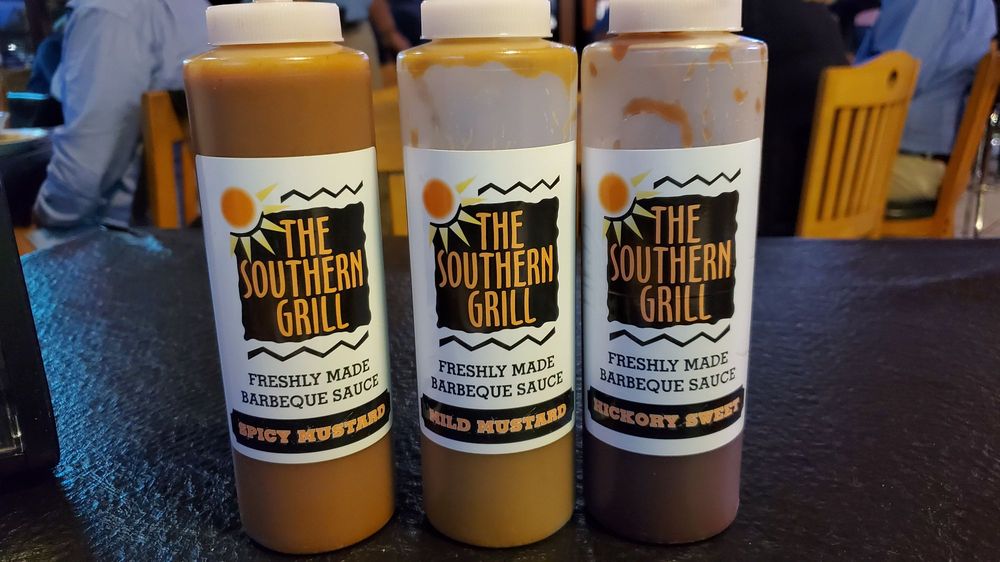 THE
SOUTHERN
GRILL
FRESHLY MADE
BARBEQUE SAUCE
SPICY MUSTARD
THE
SOUTHERN
GRILL
FRESHLY MADE
BARBEQUE SAUCE
MILD MUSTARD
THE
SOUTHERN
GRILL
FRESHLY MADE
BARBEQUE SAUCE
HICKORY SWEET